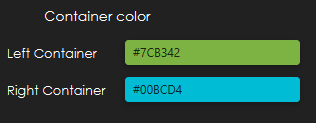 Container color
Left Container #7CB342
Right Container #00BCD4